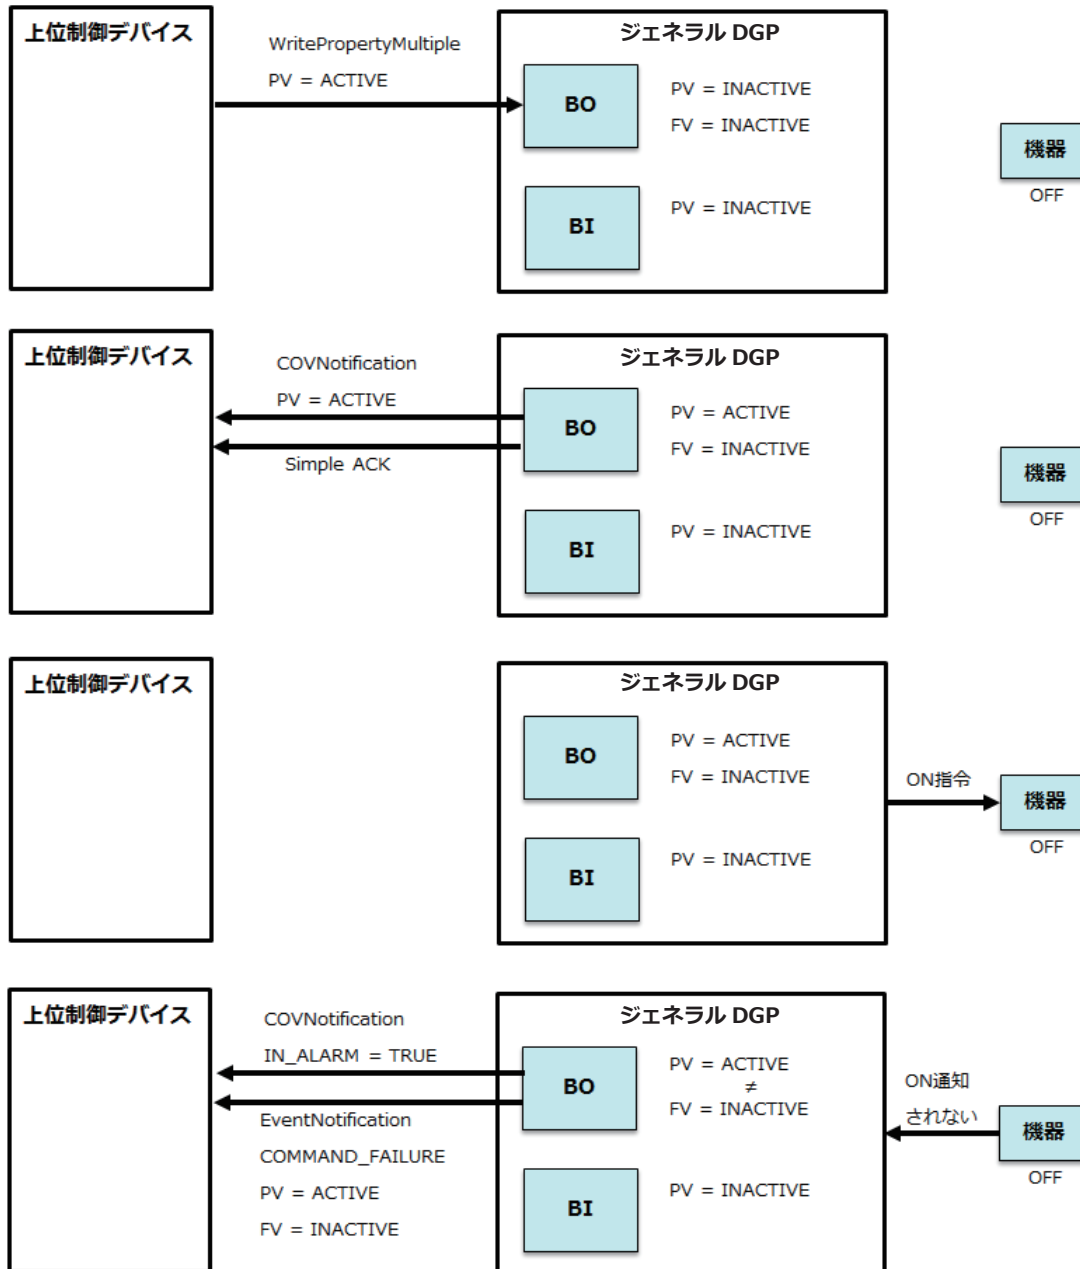 上位制御デバイス
WritePropertyMultiple
PV = ACTIVE
ジェネラル DGP
BO
PV = INACTIVE
FV = INACTIVE
BI
PV = INACTIVE
機器
OFF
上位制御デバイス
COVNotification
PV = ACTIVE
Simple ACK
ジェネラル DGP
BO
PV = ACTIVE
FV = INACTIVE
BI
PV = INACTIVE
機器
OFF
上位制御デバイス
ジェネラル DGP
BO
PV = ACTIVE
FV = INACTIVE
BI
PV = INACTIVE
ON指令
機器
OFF
上位制御デバイス
COVNotification
IN_ALARM = TRUE
EventNotification
COMMAND_FAILURE
PV = ACTIVE
FV = INACTIVE
ジェネラル DGP
BO
PV = ACTIVE
≠
FV = INACTIVE
BI
PV = INACTIVE
ON通知
されない
機器
OFF